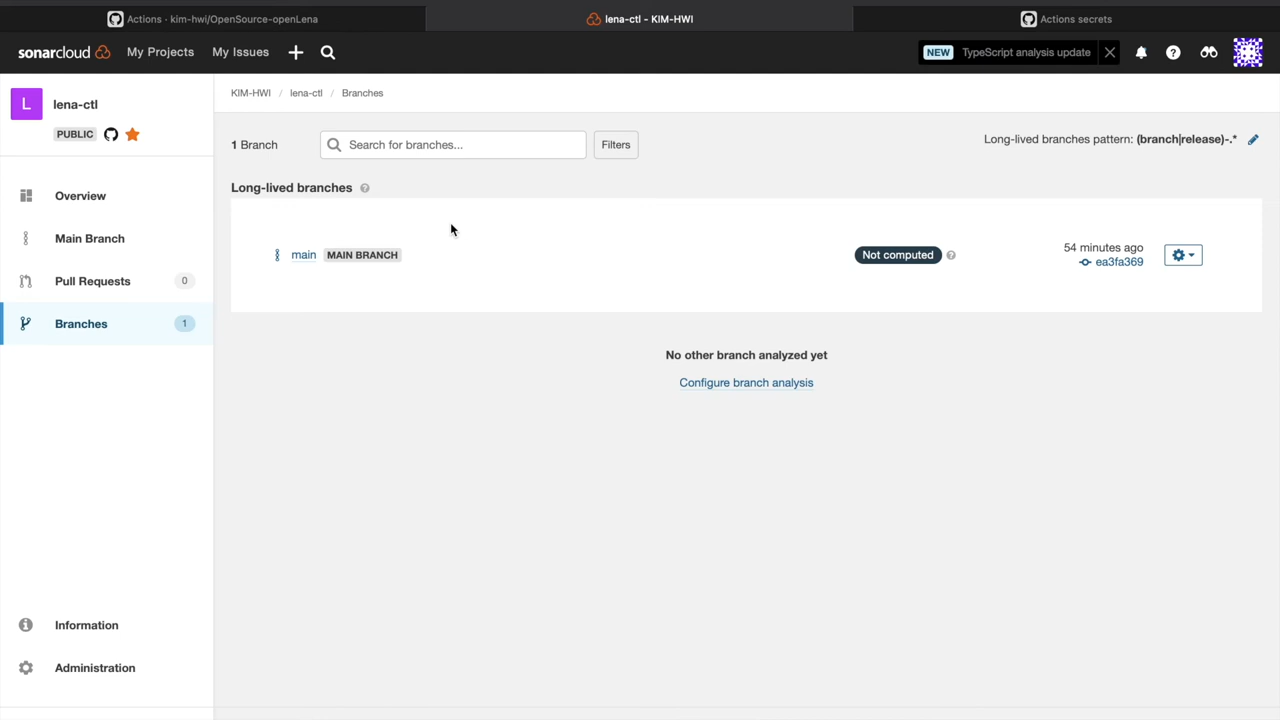 Actions · kim-hwi/OpenSource-openLena
lena-ctl - KIM-HWI
Actions secrets
sonarcloud
My Projects
My Issues
NEW
TypeScript analysis update
L
lena-ctl
PUBLIC
KIM-HWI / lena-ctl / Branches
1 Branch
Search for branches...
Filters
Long-lived branches pattern: (branch|release)-.*
Overview
Main Branch
Pull Requests
0
Branches
1
Long-lived branches
main
MAIN BRANCH
Not computed
54 minutes ago
ea3fa369
No other branch analyzed yet
Configure branch analysis
Information
Administration